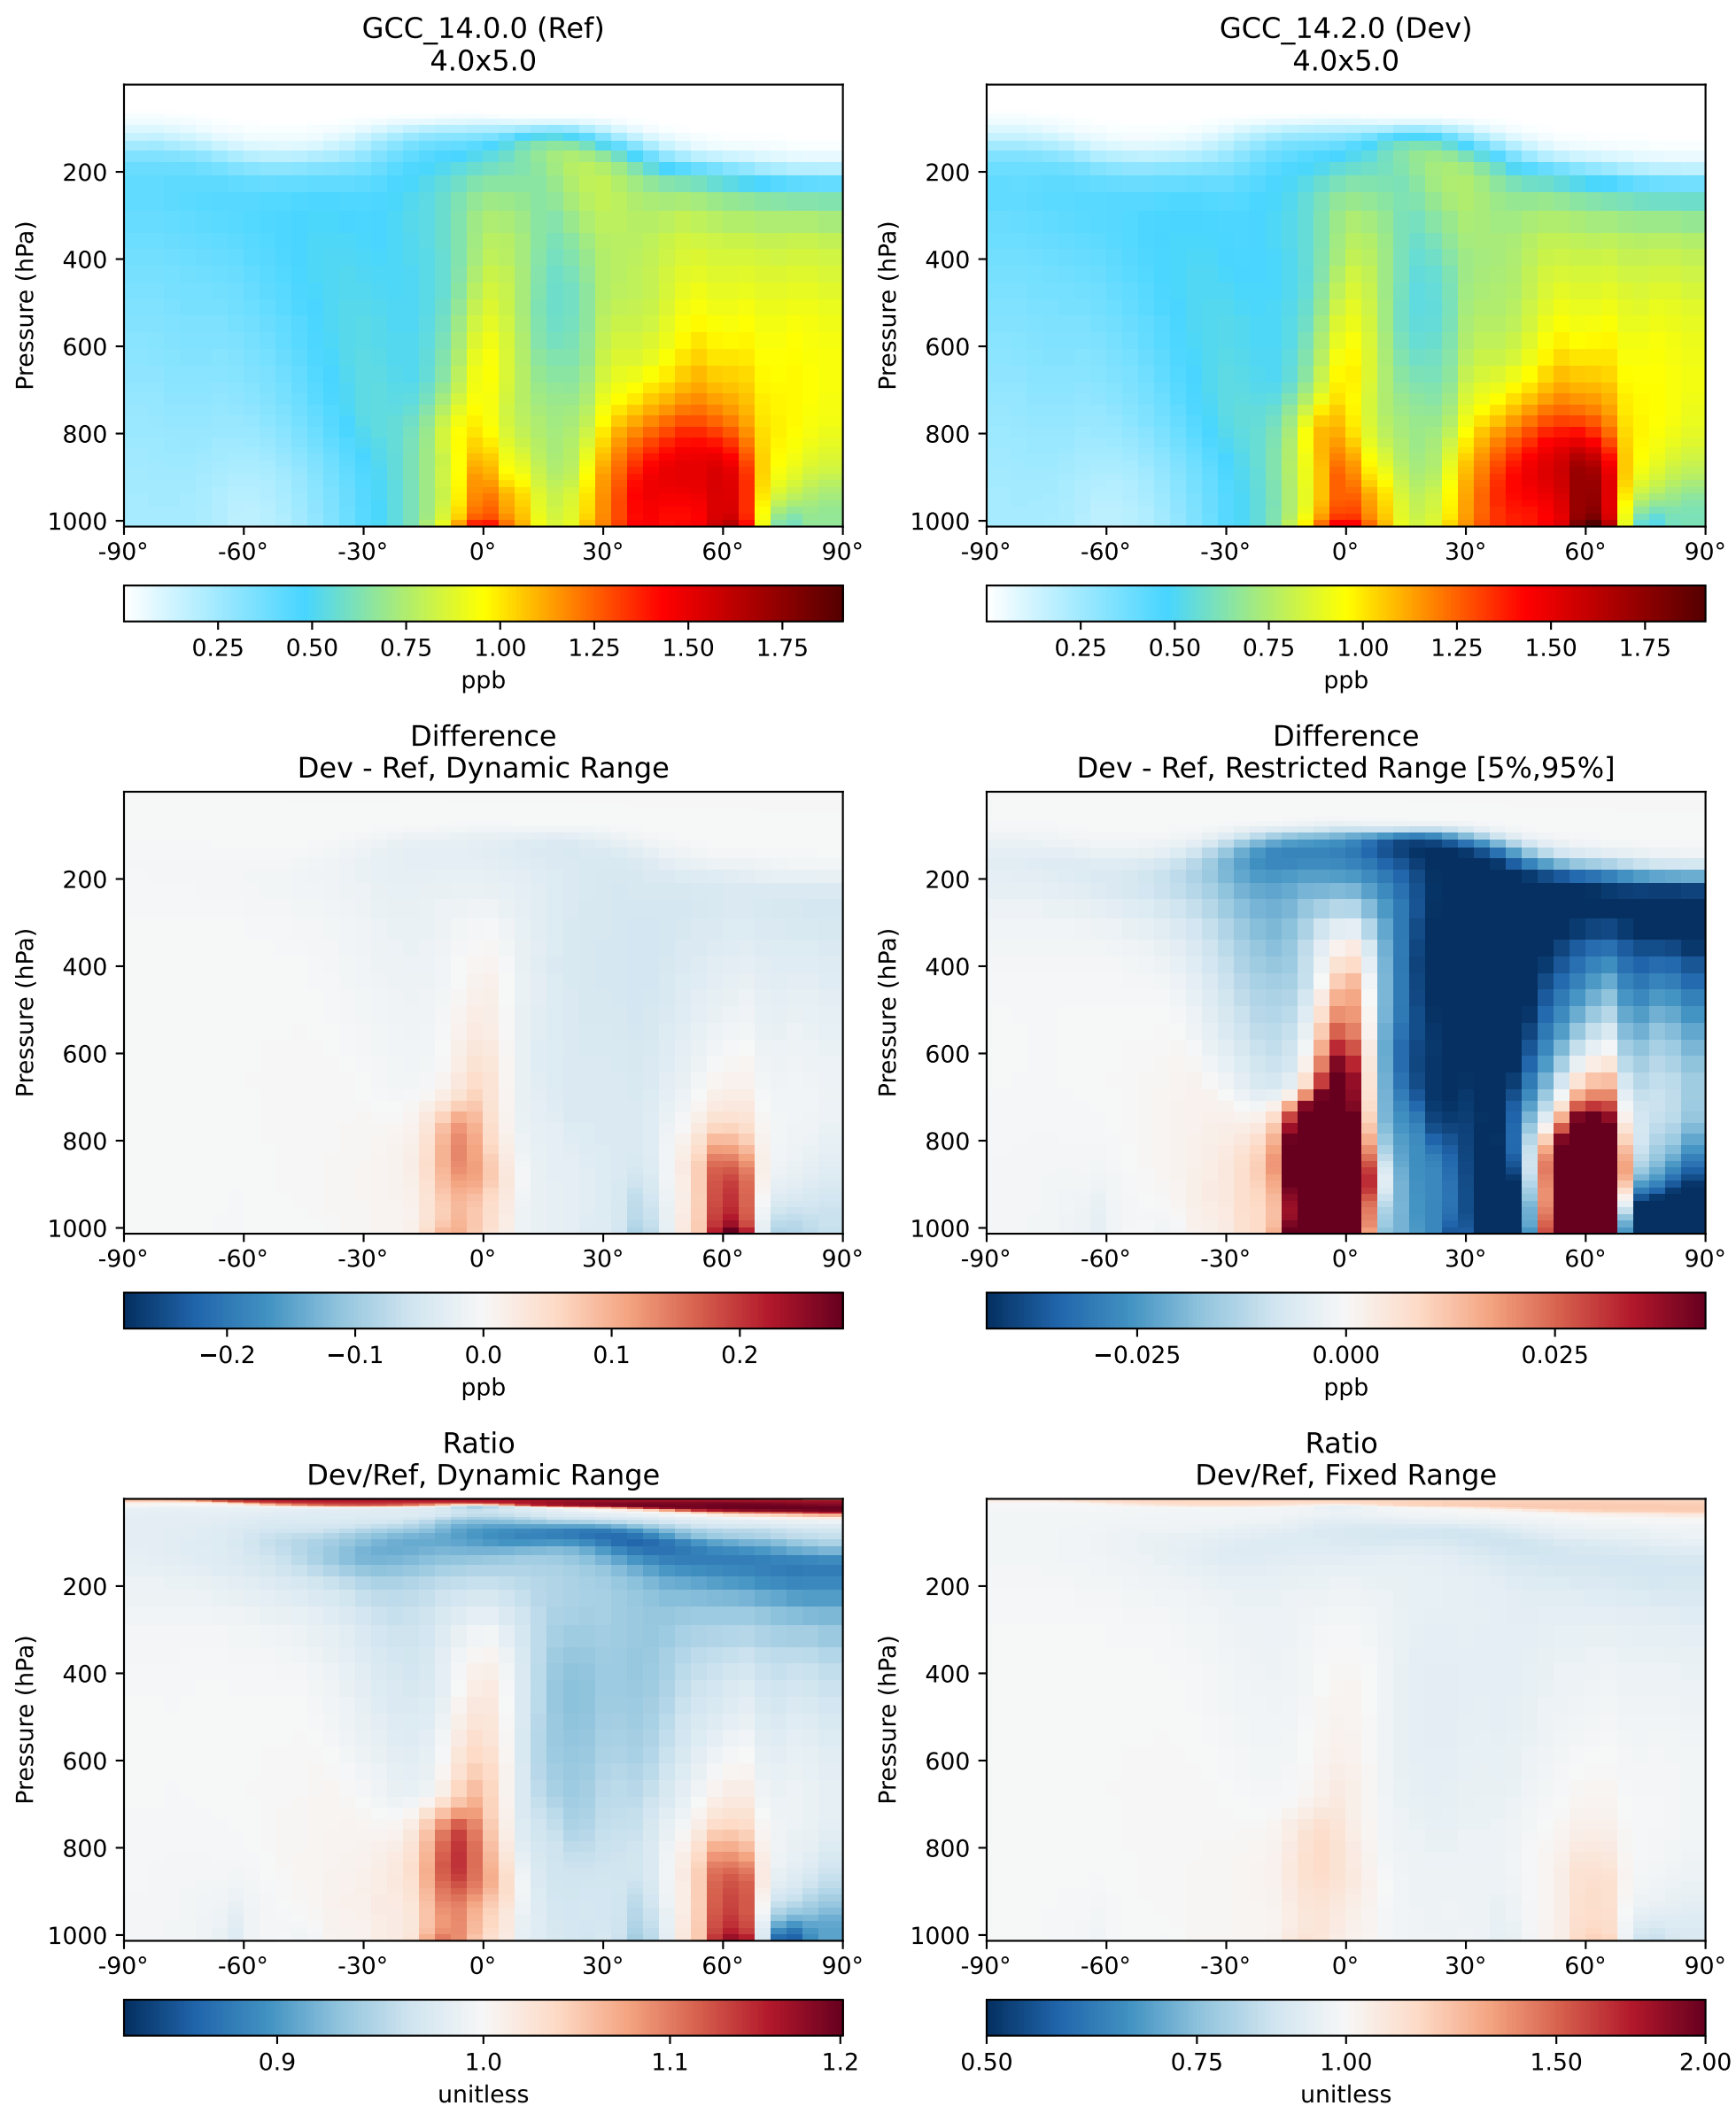 GCC_14.0.0 (Ref)
4.0x5.0
Pressure (hPa)
200
400
600
800
1000
-90° -60° -30° 0° 30° 60° 90°
0.25 0.50 0.75 1.00 1.25 1.50 1.75
ppb
GCC_14.2.0 (Dev)
4.0x5.0
Pressure (hPa)
200
400
600
800
1000
-90° -60° -30° 0° 30° 60° 90°
0.25 0.50 0.75 1.00 1.25 1.50 1.75
ppb
Difference
Dev - Ref, Dynamic Range
Pressure (hPa)
200
400
600
800
1000
-90° -60° -30° 0° 30° 60° 90°
−0.2 −0.1 0.0 0.1 0.2
ppb
Difference
Dev - Ref, Restricted Range [5%,95%]
Pressure (hPa)
200
400
600
800
1000
-90° -60° -30° 0° 30° 60° 90°
−0.025 0.000 0.025
ppb
Ratio
Dev/Ref, Dynamic Range
Pressure (hPa)
200
400
600
800
1000
-90° -60° -30° 0° 30° 60° 90°
0.9 1.0 1.1 1.2
unitless
Ratio
Dev/Ref, Fixed Range
Pressure (hPa)
200
400
600
800
1000
-90° -60° -30° 0° 30° 60° 90°
0.50 0.75 1.00 1.50 2.00
unitless